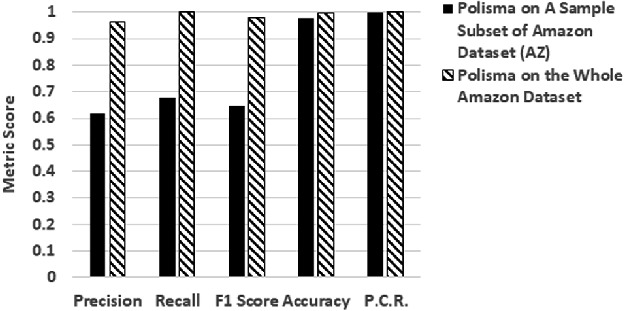 Metric Score
1
0.9
0.8
0.7
0.6
0.5
0.4
0.3
0.2
0.1
0
Precision Recall F1 Score Accuracy P.C.R.
Polisma on A Sample
Subset of Amazon
Dataset (AZ)
Polisma on the Whole
Amazon Dataset